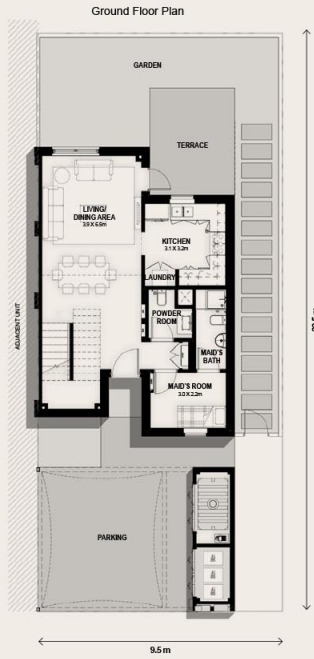 Ground Floor Plan
GARDEN
TERRACE
LIVING/
DINING AREA
3.9 X 6.5m
KITCHEN
3.1 X 3.2m
LAUNDRY
POWDER
ROOM
MAID'S
BATH
MAID'S ROOM
3.0 X 2.2m
ADJACENT UNIT
PARKING
9.5 m